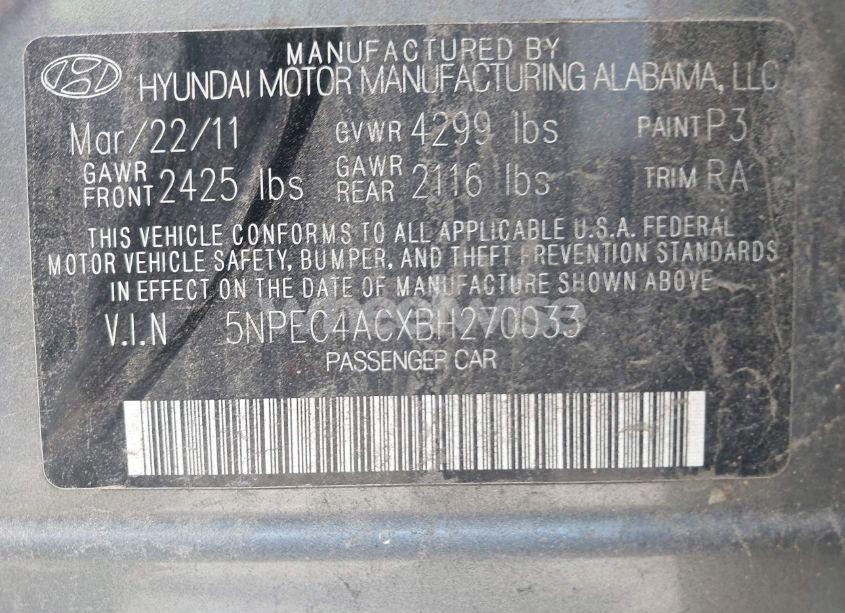 MANUFACTURED BY
HYUNDAI MOTOR MANUFACTURING ALABAMA, LLC
Mar/22/11 GVWR 4299 lbs PAINT P3
GAWR FRONT 2425 lbs GAWR REAR 2116 lbs TRIM RA
THIS VEHICLE CONFORMS TO ALL APPLICABLE U.S.A. FEDERAL
MOTOR VEHICLE SAFETY, BUMPER, AND THEFT PREVENTION STANDARDS
IN EFFECT ON THE DATE OF MANUFACTURE SHOWN ABOVE
V.I.N 5NPEC4ACXBH270033
PASSENGER CAR